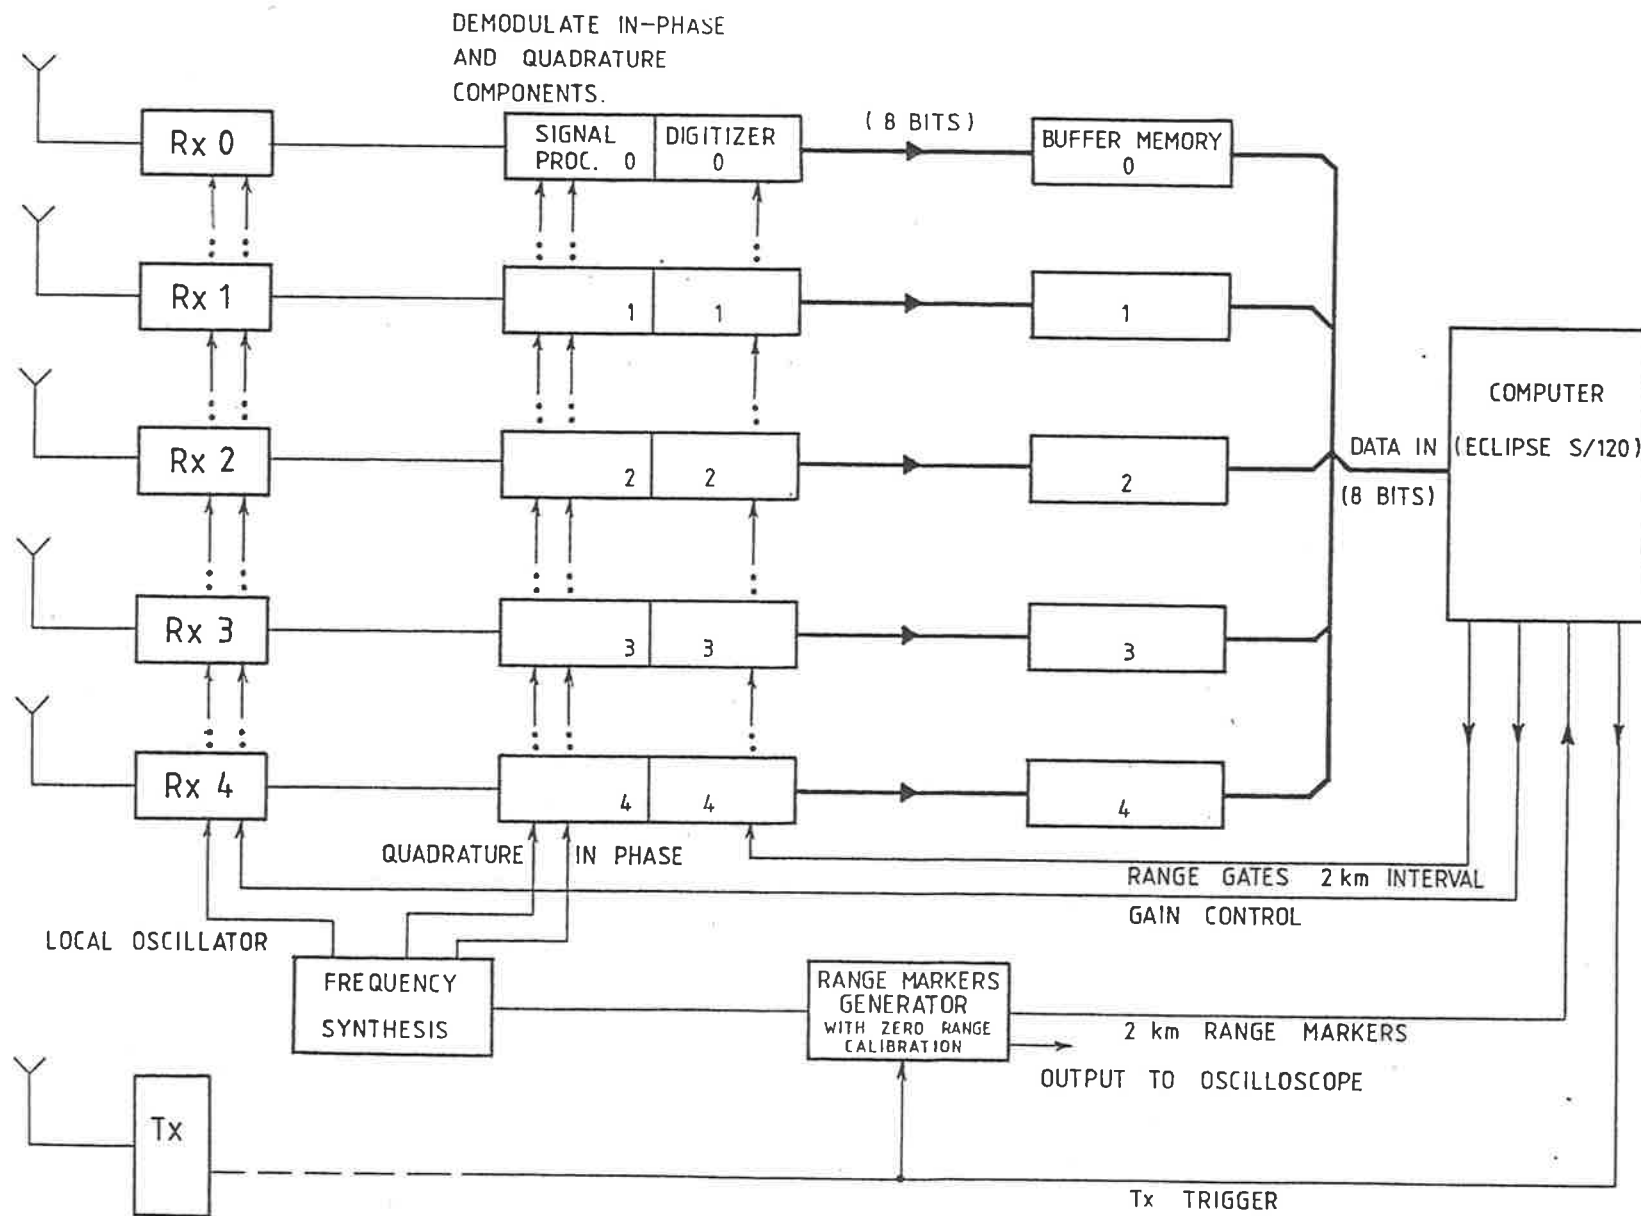 DEMODULATE IN-PHASE
AND QUADRATURE
COMPONENTS.
Rx 0
SIGNAL
PROC. 0
DIGITIZER
0
(8 BITS)
BUFFER MEMORY
0
Rx 1
1
1
1
Rx 2
2
2
2
DATA IN
(8 BITS)
COMPUTER
(ECLIPSE S/120)
Rx 3
3
3
3
Rx 4
4
4
4
QUADRATURE
IN PHASE
RANGE GATES 2km INTERVAL
GAIN CONTROL
LOCAL OSCILLATOR
FREQUENCY
SYNTHESIS
RANGE MARKERS
GENERATOR
WITH ZERO RANGE
CALIBRATION
2 km RANGE MARKERS
OUTPUT TO OSCILLOSCOPE
Tx
Tx TRIGGER